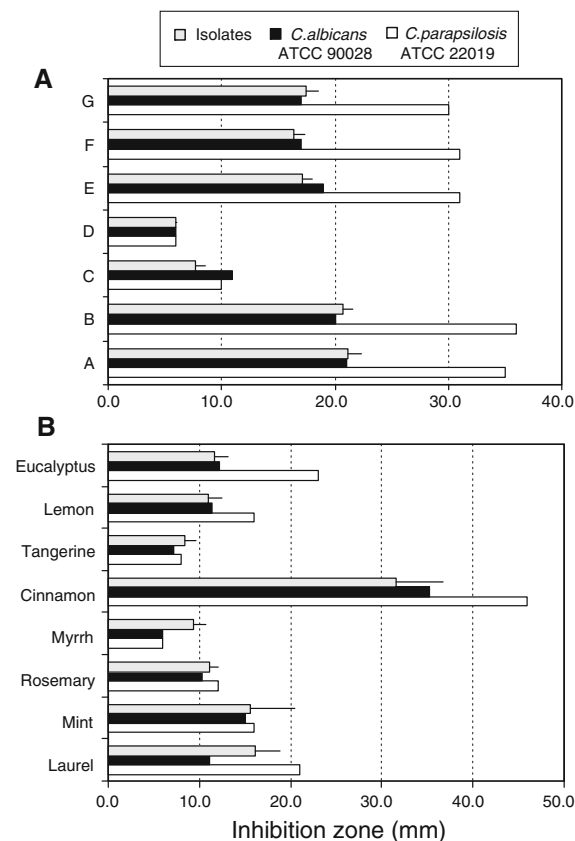 Isolates C.albicans C.parapsilosis
ATCC 90028 ATCC 22019
A
G
F
E
D
C
B
A
0.0 10.0 20.0 30.0 40.0
B
Eucalyptus
Lemon
Tangerine
Cinnamon
Myrrh
Rosemary
Mint
Laurel
0.0 10.0 20.0 30.0 40.0 50.0
Inhibition zone (mm)